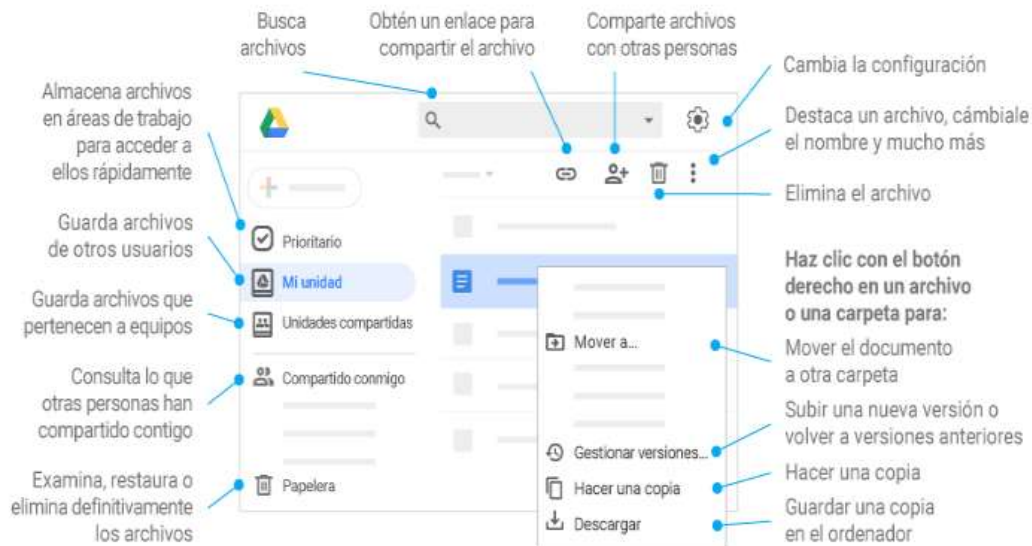 Busca
archivos
Obtén un enlace para
compartir el archivo
Comparte archivos
con otras personas
Cambia la configuración
Destaca un archivo, cámbiale
el nombre y mucho más
Elimina el archivo
Almacena archivos
en áreas de trabajo
para acceder a
ellos rápidamente
Guarda archivos
de otros usuarios
Guarda archivos que
pertenecen a equipos
Consulta lo que
otras personas han
compartido contigo
Examina, restaura o
elimina definitivamente
los archivos
Prioritario
Mi unidad
Unidades compartidas
Compartido conmigo
Papelera
Mover a...
Gestionar versiones...
Hacer una copia
Descargar
Haz clic con el botón
derecho en un archivo
o una carpeta para:
Mover el documento
a otra carpeta
Subir una nueva versión o
volver a versiones anteriores
Hacer una copia
Guardar una copia
en el ordenador